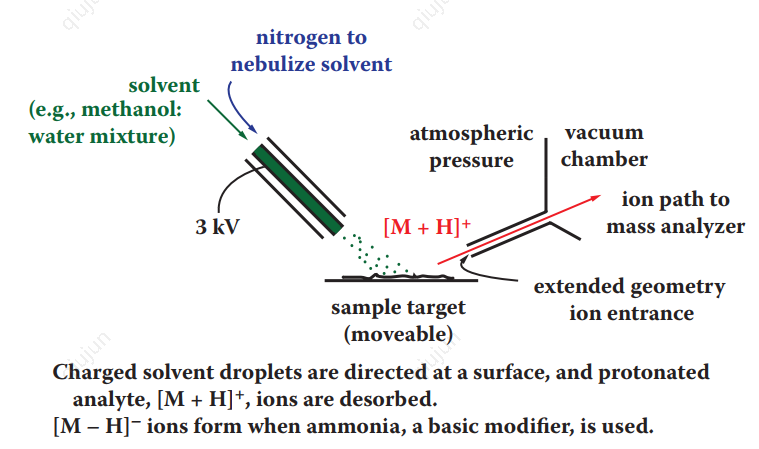 nitrogen to
nebulize solvent
solvent
(e.g., methanol:
water mixture)
atmospheric
pressure
vacuum
chamber
ion path to
mass analyzer
3 kV
[M + H]⁺
extended geometry
ion entrance
sample target
(moveable)
Charged solvent droplets are directed at a surface, and protonated
analyte, [M + H]⁺, ions are desorbed.
[M – H]⁻ ions form when ammonia, a basic modifier, is used.
qiujun